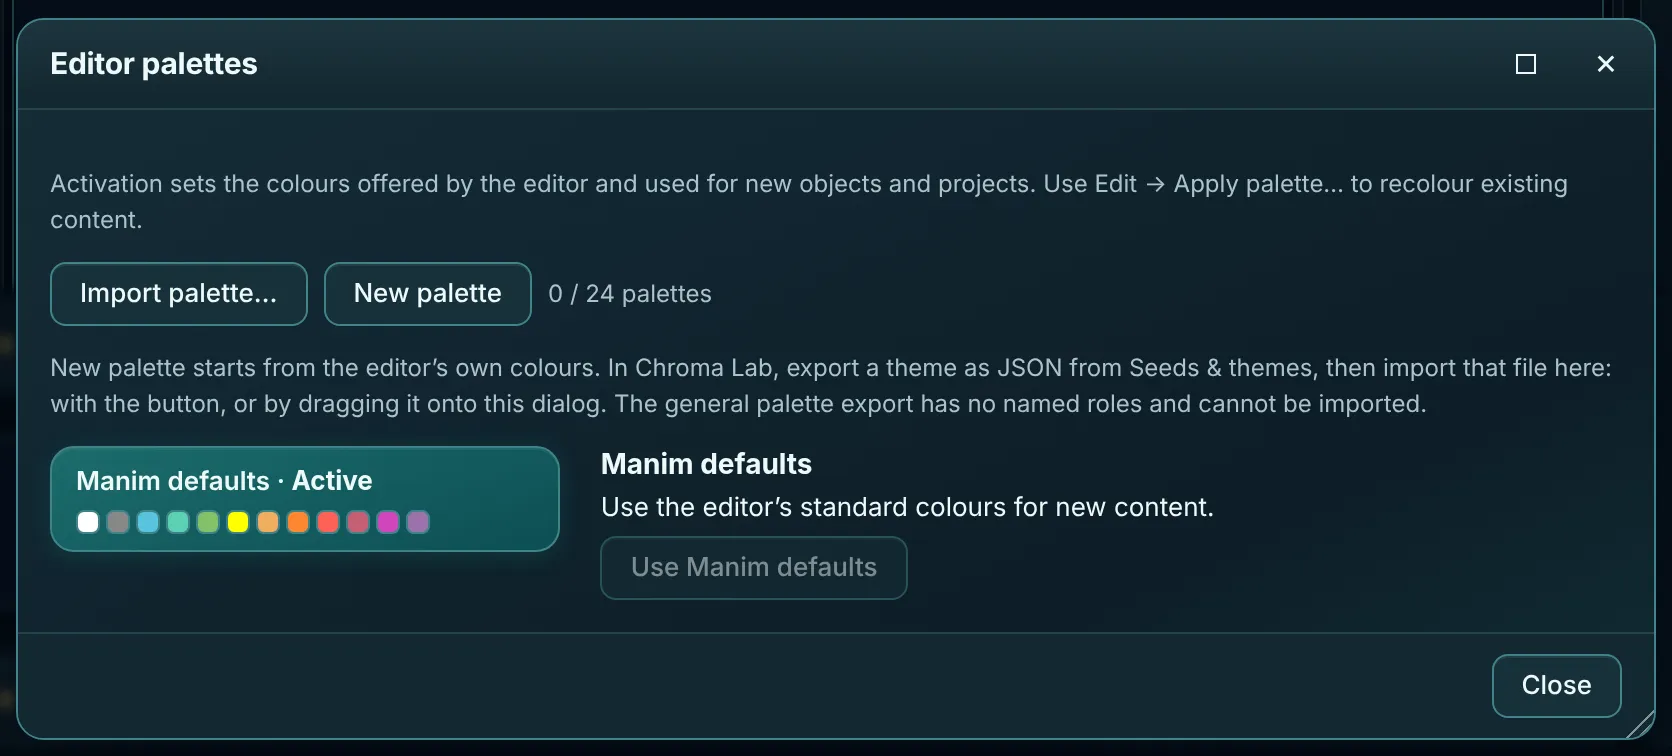 Editor palettes
Activation sets the colours offered by the editor and used for new objects and projects. Use Edit → Apply palette... to recolour existing
content.
Import palette...
New palette
0 / 24 palettes
New palette starts from the editor’s own colours. In Chroma Lab, export a theme as JSON from Seeds & themes, then import that file here:
with the button, or by dragging it onto this dialog. The general palette export has no named roles and cannot be imported.
Manim defaults · Active
Manim defaults
Use the editor’s standard colours for new content.
Use Manim defaults
Close